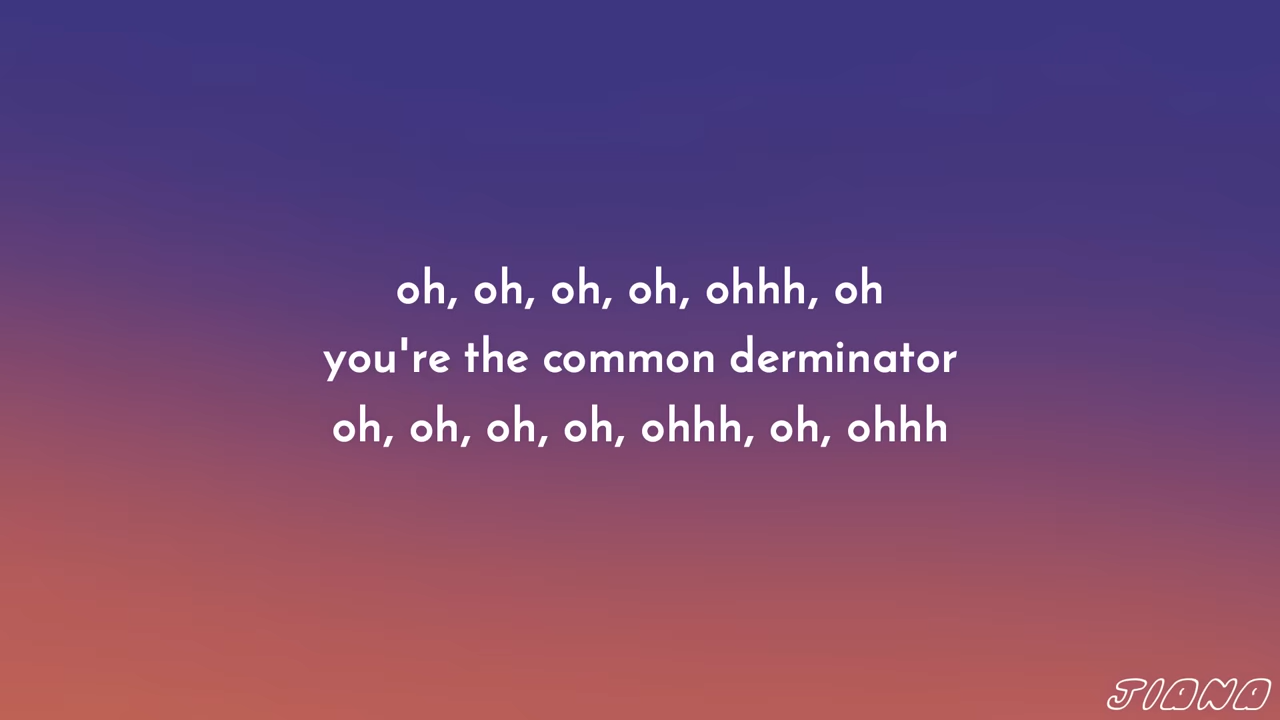 oh, oh, oh, oh, ohhh, oh
you're the common derminator
oh, oh, oh, oh, ohhh, oh, ohhh
JIANA